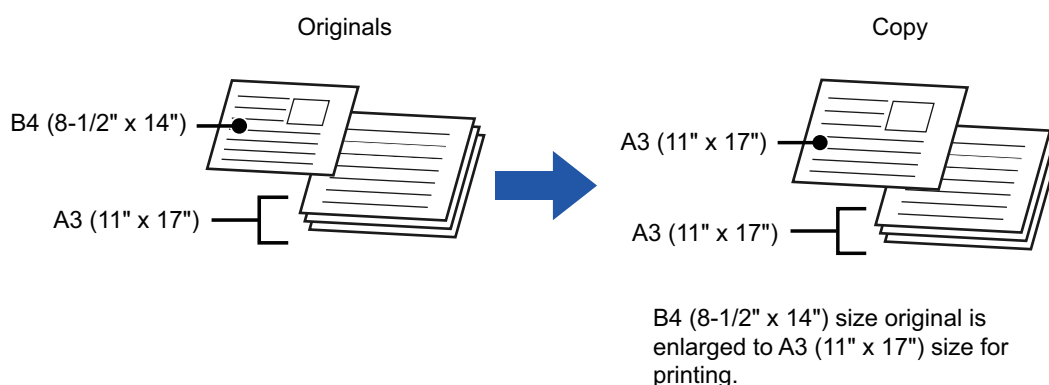 Originals
Copy
B4 (8-1/2" x 14")
A3 (11" x 17")
A3 (11" x 17")
A3 (11" x 17")
B4 (8-1/2" x 14") size original is
enlarged to A3 (11" x 17") size for
printing.